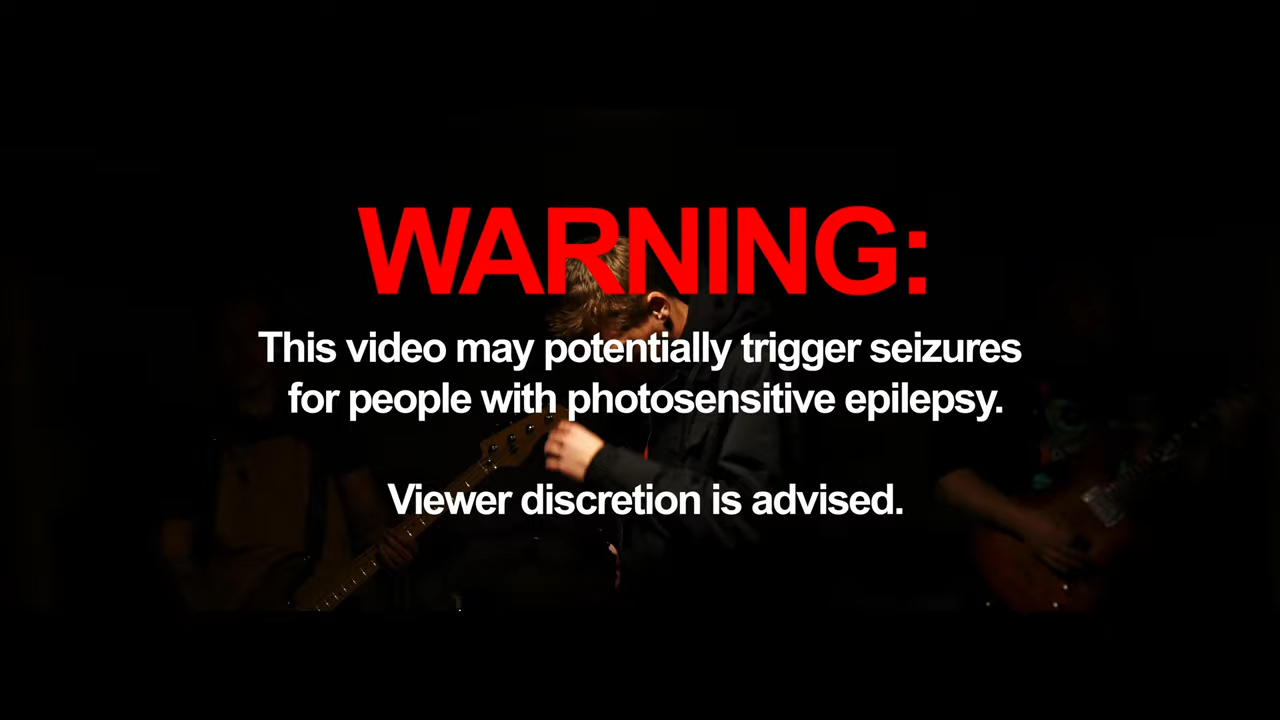 WARNING:
This video may potentially trigger seizures
for people with photosensitive epilepsy.
Viewer discretion is advised.